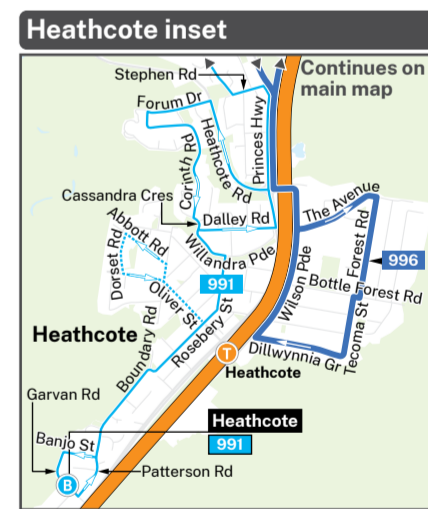 Heathcote inset
Continues on
main map
Stephen Rd
Forum Dr
Princes Hwy
Heathcote Rd
Corinth Rd
Cassandra Cres
Dalley Rd
The Avenue
Abbott Rd
Willandra Pde
Forest Rd
Dorset Rd
996
991
Wilson Pde
Bottle Forest Rd
Oliver St
Rosebery St
Tecoma St
Heathcote
Boundary Rd
T
Dillwynnia Gr
Heathcote
Garvan Rd
Heathcote
991
Banjo St
Patterson Rd
B